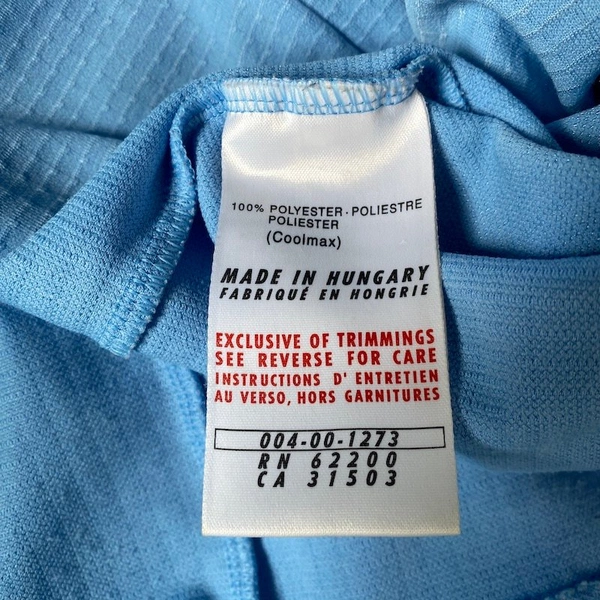 100% POLYESTER · POLIESTRE
POLIESTER
(Coolmax)
MADE IN HUNGARY
FABRIQUÉ EN HONGRIE
EXCLUSIVE OF TRIMMINGS
SEE REVERSE FOR CARE
INSTRUCTIONS D' ENTRETIEN
AU VERSO, HORS GARNITURES
004-00-1273
RN 62200
CA 31503